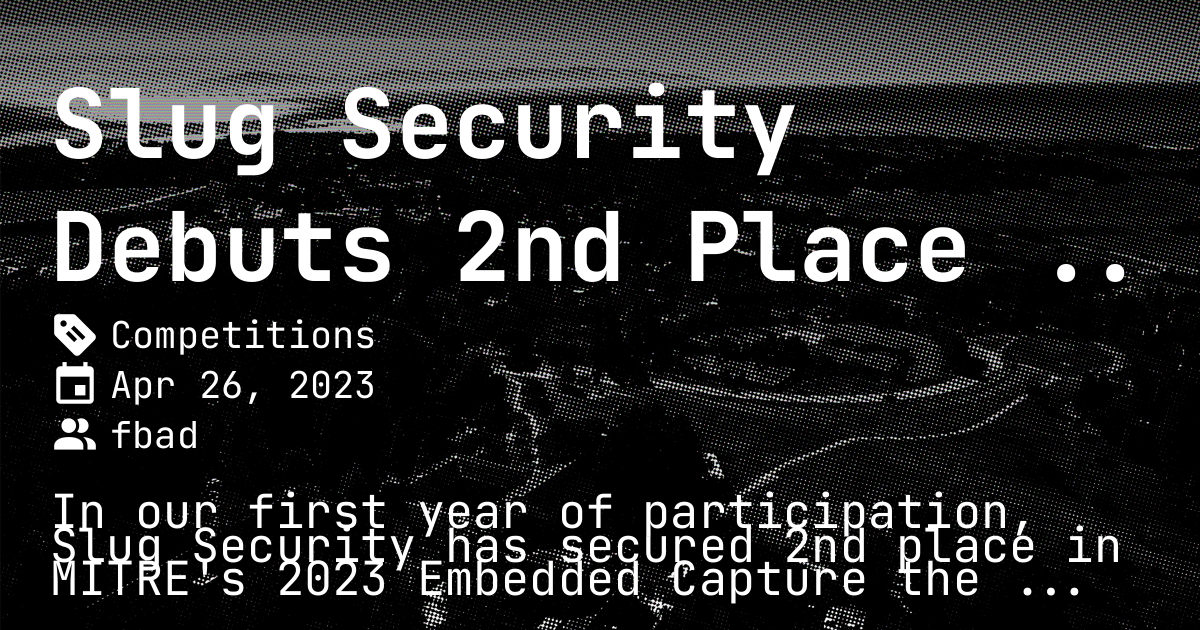 Slug Security
Debuts 2nd Place ..
Competitions
Apr 26, 2023
fbad
In our first year of participation,
Slug Security has secured 2nd place in
MITRE's 2023 Embedded Capture the ...